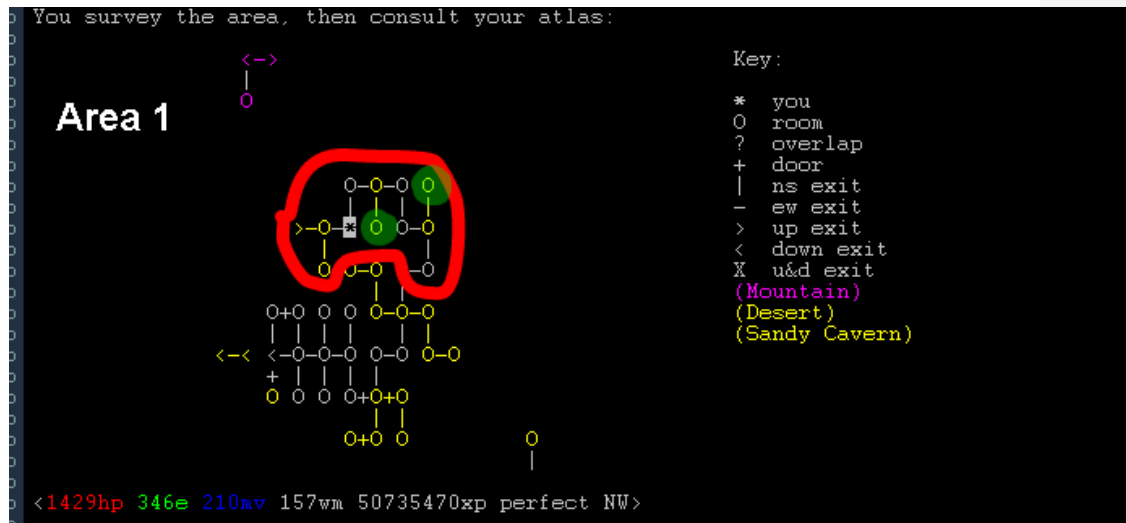 You survey the area, then consult your atlas:
<-> Key:
|
O * you
Area 1 O room
? overlap
+ door
O-O-O O | ns exit
| | | | - ew exit
>-O-* O O-O > up exit
| | < down exit
O O-O -O X u&d exit
| | (Mountain)
O+O O O O-O-O (Desert)
| | | | | | (Sandy Cavern)
<-< <-O-O-O O-O O-O
+ | | | |
O O O O+O+O
| |
O+O O O
|
<1429hp 346e 210mv 157wm 50735470xp perfect NW>